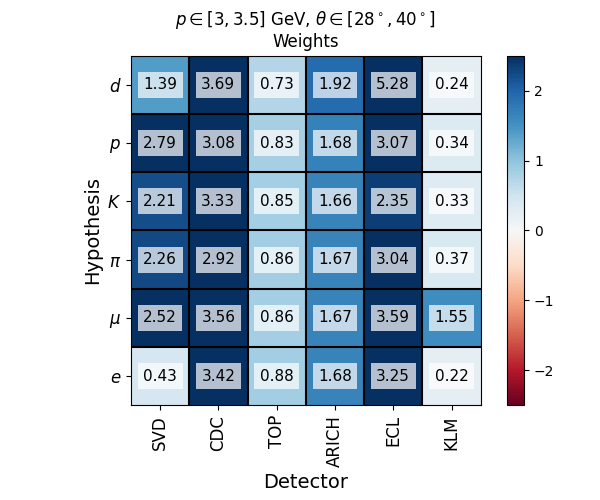 p ∈ [3, 3.5] GeV, θ ∈ [28°, 40°]
Weights
d 1.39 3.69 0.73 1.92 5.28 0.24
p 2.79 3.08 0.83 1.68 3.07 0.34
K 2.21 3.33 0.85 1.66 2.35 0.33
π 2.26 2.92 0.86 1.67 3.04 0.37
μ 2.52 3.56 0.86 1.67 3.59 1.55
e 0.43 3.42 0.88 1.68 3.25 0.22
SVD CDC TOP ARICH ECL KLM
Detector
Hypothesis
2
1
0
−1
−2